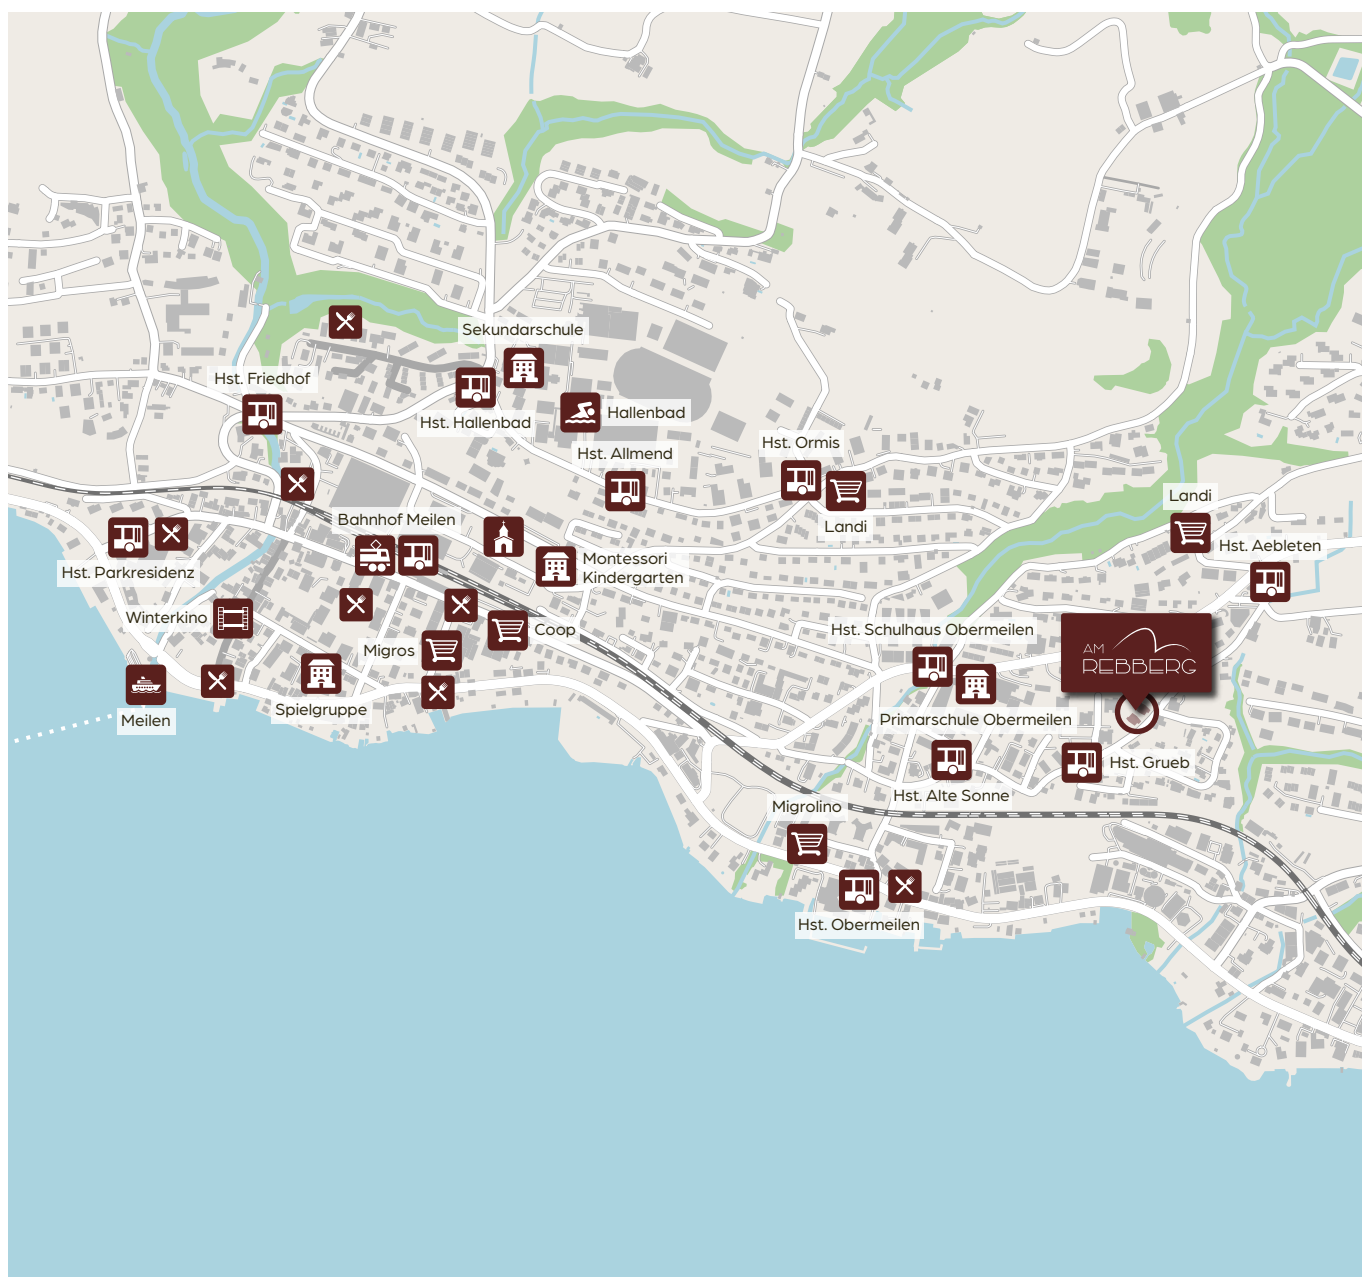 Sekundarschule
Hst. Friedhof
Hst. Hallenbad
Hallenbad
Hst. Allmend
Hst. Ormis
Landi
Landi
Hst. Aebleten
Bahnhof Meilen
Hst. Parkresidenz
Montessori
Kindergarten
Winterkino
Migros
Coop
Hst. Schulhaus Obermeilen
AM
REBBERG
Meilen
Spielgruppe
Primarschule Obermeilen
Hst. Grueb
Hst. Alte Sonne
Migrolino
Hst. Obermeilen